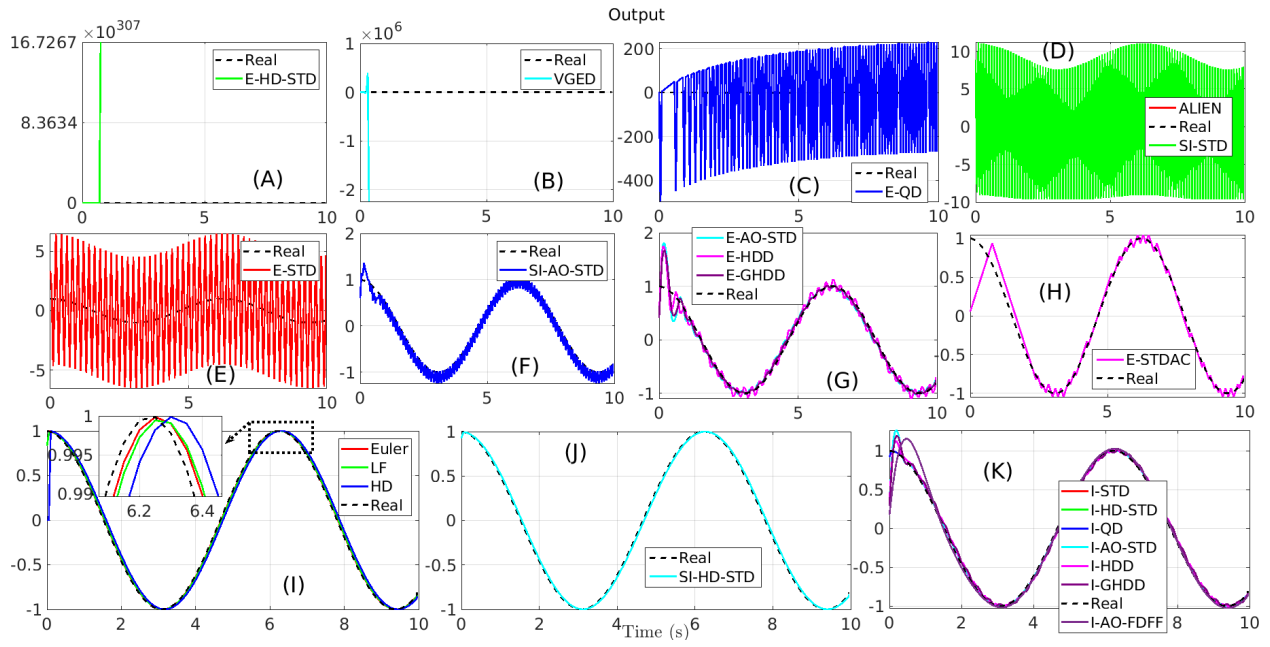 Output
×10^307
16.7267
8.3634
0
0
5
10
Real
E-HD-STD
(A)
×10^6
1
0
-1
-2
0
5
10
Real
VGED
(B)
200
0
-200
-400
0
5
10
(C)
Real
E-QD
10
5
0
-5
-10
0
5
10
(D)
ALIEN
Real
SI-STD
5
0
-5
0
5
10
Real
E-STD
(E)
2
1
0
-1
0
5
10
Real
SI-AO-STD
(F)
2
1
0
-1
0
5
10
E-AO-STD
E-HDD
E-GHDD
Real
(G)
1
0.5
0
-0.5
-1
0
5
10
(H)
E-STDAC
Real
1
0.5
0
-0.5
-1
0
2
4
6
8
10
1
0.995
0.99
6.2
6.4
Euler
LF
HD
Real
(I)
1
0.5
0
-0.5
-1
0
2
4
6
8
10
(J)
Real
SI-HD-STD
Time (s)
1
0.5
0
-0.5
-1
0
2
4
6
8
10
(K)
I-STD
I-HD-STD
I-QD
I-AO-STD
I-HDD
I-GHDD
Real
I-AO-FDFF